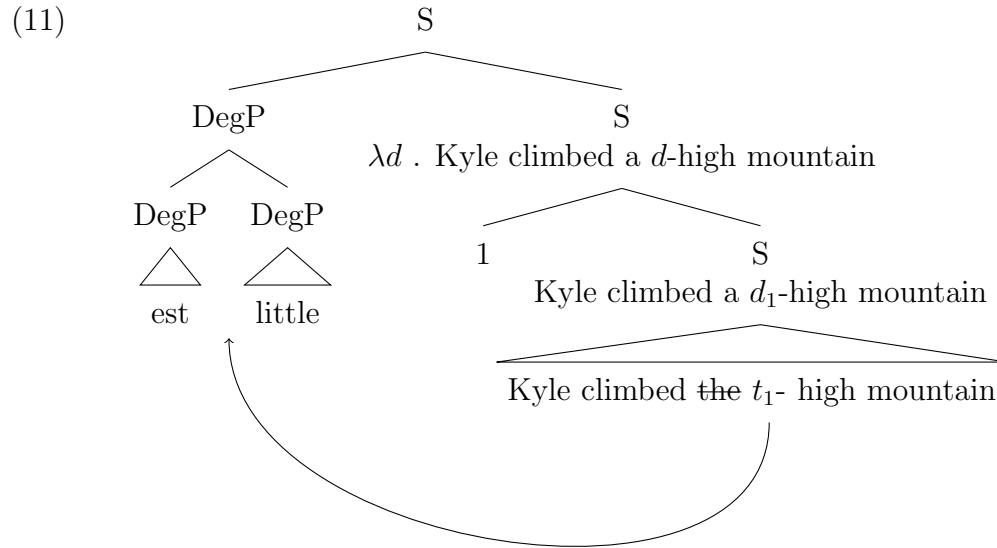 (11) S
DegP S
λd . Kyle climbed a d-high mountain
DegP DegP 1 S
Kyle climbed a d₁-high mountain
est little
Kyle climbed ~~the~~ t₁- high mountain